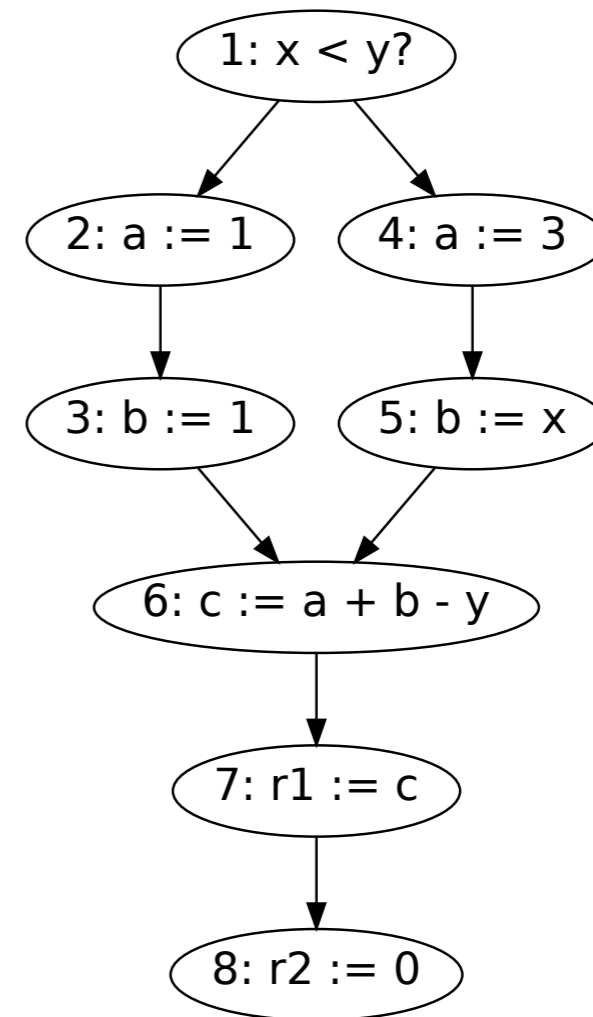 1: x < y?
2: a := 1
4: a := 3
3: b := 1
5: b := x
6: c := a + b - y
7: r1 := c
8: r2 := 0